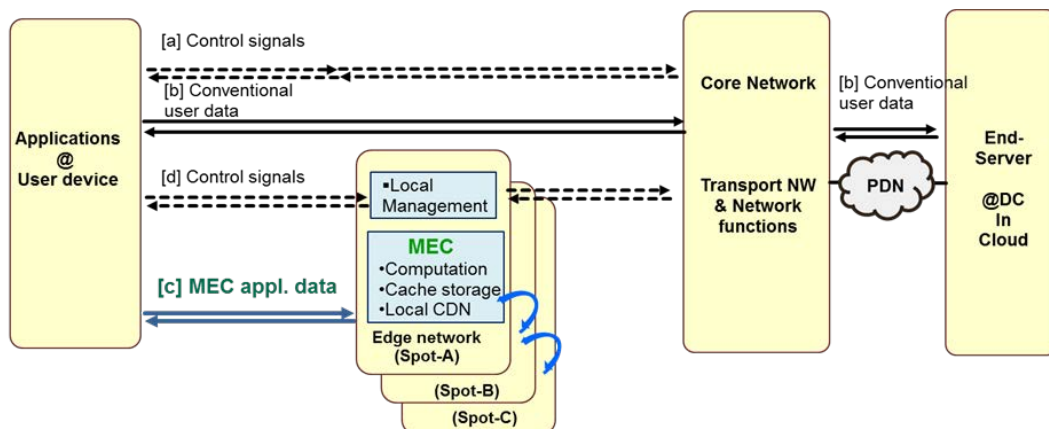 [a] Control signals
[b] Conventional
user data
Applications
@
User device
[d] Control signals
[c] MEC appl. data
▪Local
Management
MEC
•Computation
•Cache storage
•Local CDN
Edge network
(Spot-A)
(Spot-B)
(Spot-C)
Core Network
Transport NW
& Network
functions
[b] Conventional
user data
PDN
End-
Server
@DC
In
Cloud